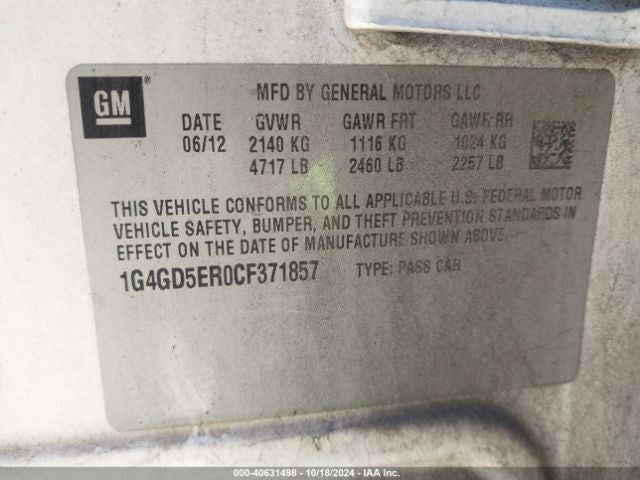 GM ®
MFD BY GENERAL MOTORS LLC
DATE GVWR GAWR FRT GAWR RR
06/12 2140 KG 1116 KG 1024 KG
4717 LB 2460 LB 2257 LB
THIS VEHICLE CONFORMS TO ALL APPLICABLE U.S. FEDERAL MOTOR
VEHICLE SAFETY, BUMPER, AND THEFT PREVENTION STANDARDS IN
EFFECT ON THE DATE OF MANUFACTURE SHOWN ABOVE.
1G4GD5ER0CF371857 TYPE: PASS CAR
000-40631498 - 10/18/2024 - IAA Inc.